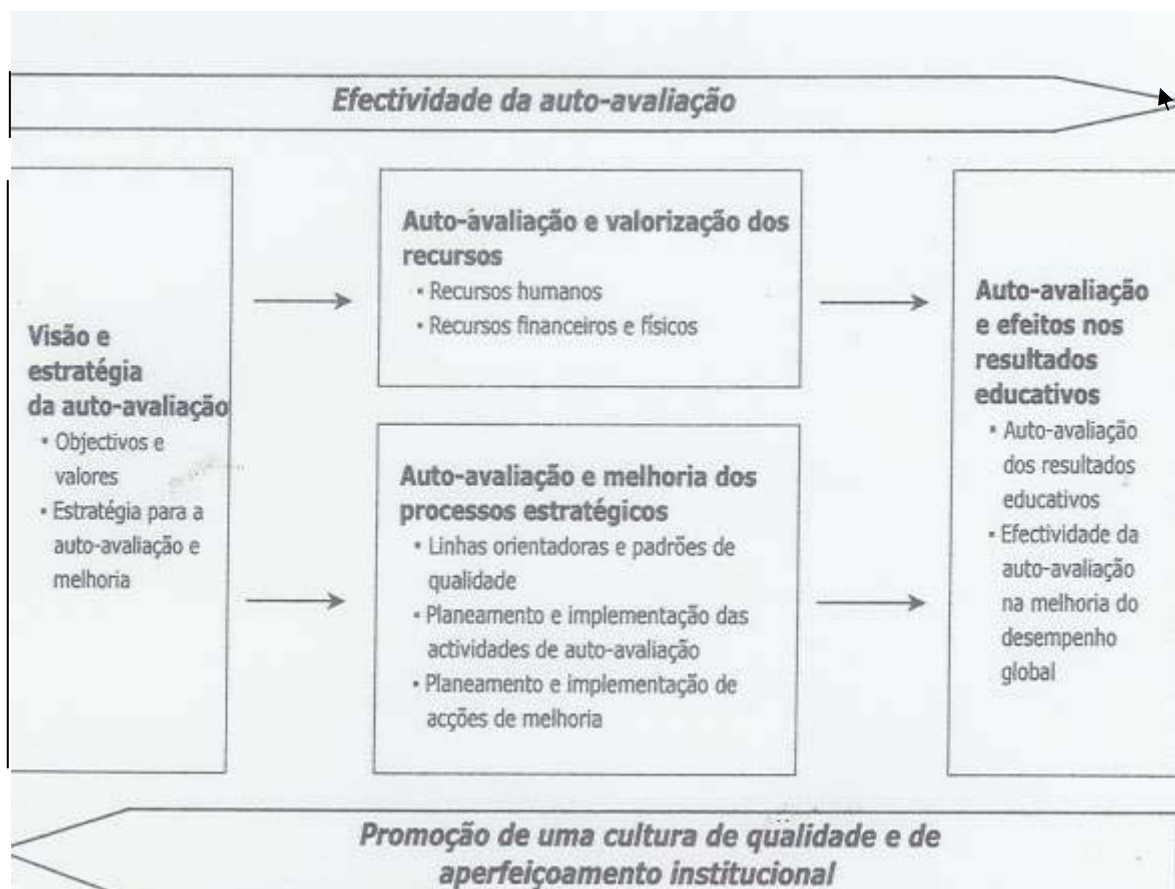 Efectividade da auto-avaliação
Visão e
estratégia
da auto-avaliação
• Objectivos e
valores
• Estratégia para a
auto-avaliação e
melhoria
Auto-avaliação e valorização dos
recursos
• Recursos humanos
• Recursos financeiros e físicos
Auto-avaliação e melhoria dos
processos estratégicos
• Linhas orientadoras e padrões de
qualidade
• Planeamento e implementação das
actividades de auto-avaliação
• Planeamento e implementação de
acções de melhoria
Auto-avaliação
e efeitos nos
resultados
educativos
• Auto-avaliação
dos resultados
educativos
• Efectividade da
auto-avaliação
na melhoria do
desempenho
global
Promoção de uma cultura de qualidade e de
aperfeiçoamento institucional